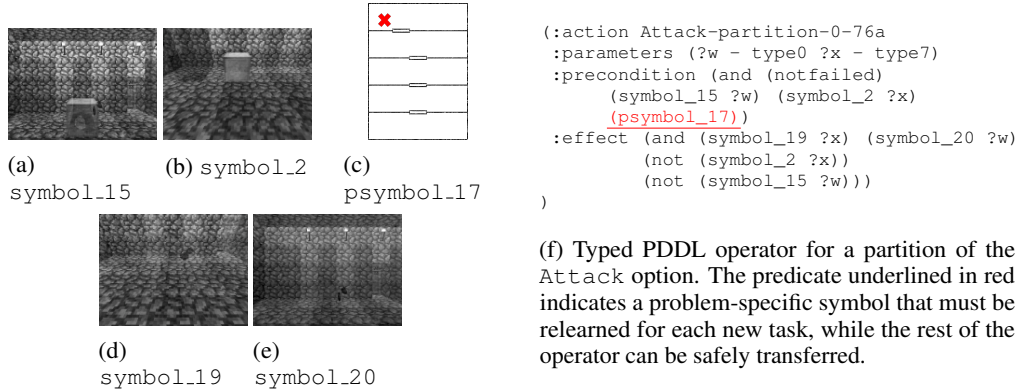 (a)
symbol_15
(b) symbol_2
(c)
psymbol_17
(d)
symbol_19
(e)
symbol_20
(:action Attack-partition-0-76a
:parameters (?w - type0 ?x - type7)
:precondition (and (notfailed)
(symbol_15 ?w) (symbol_2 ?x)
(psymbol_17))
:effect (and (symbol_19 ?x) (symbol_20 ?w)
(not (symbol_2 ?x))
(not (symbol_15 ?w)))
)
(f) Typed PDDL operator for a partition of the
Attack option. The predicate underlined in red
indicates a problem-specific symbol that must be
relearned for each new task, while the rest of the
operator can be safely transferred.